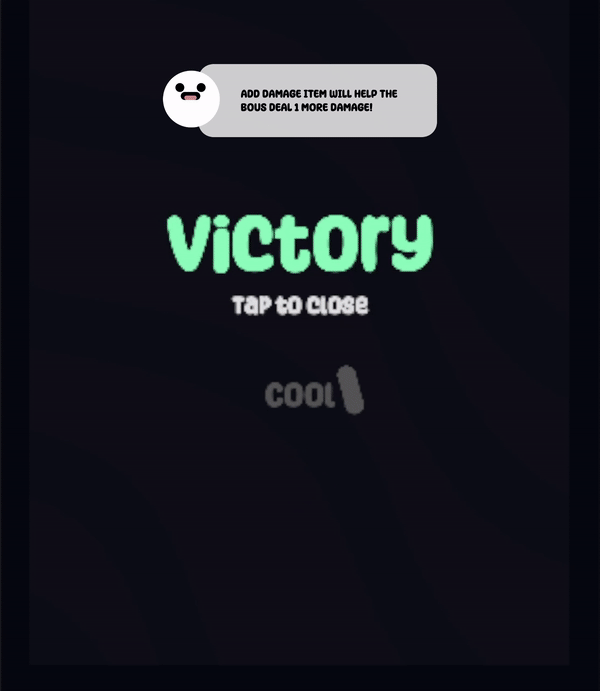 ADD DAMAGE ITEM WILL HELP THE
BOUS DEAL 1 MORE DAMAGE!
Victory
Tap to close
cool